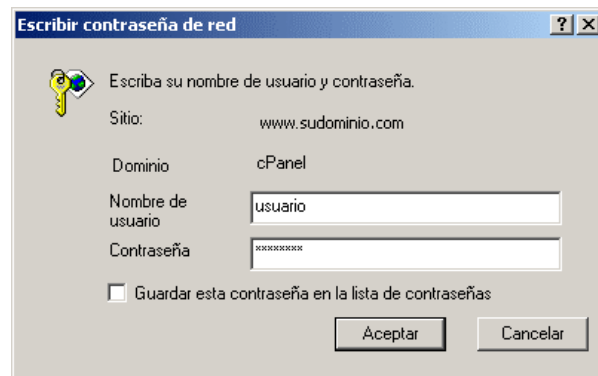 Escribir contraseña de red
Escriba su nombre de usuario y contraseña.
Sitio: www.sudominio.com
Dominio cPanel
Nombre de usuario usuario
Contraseña ********
Guardar esta contraseña en la lista de contraseñas
Aceptar Cancelar